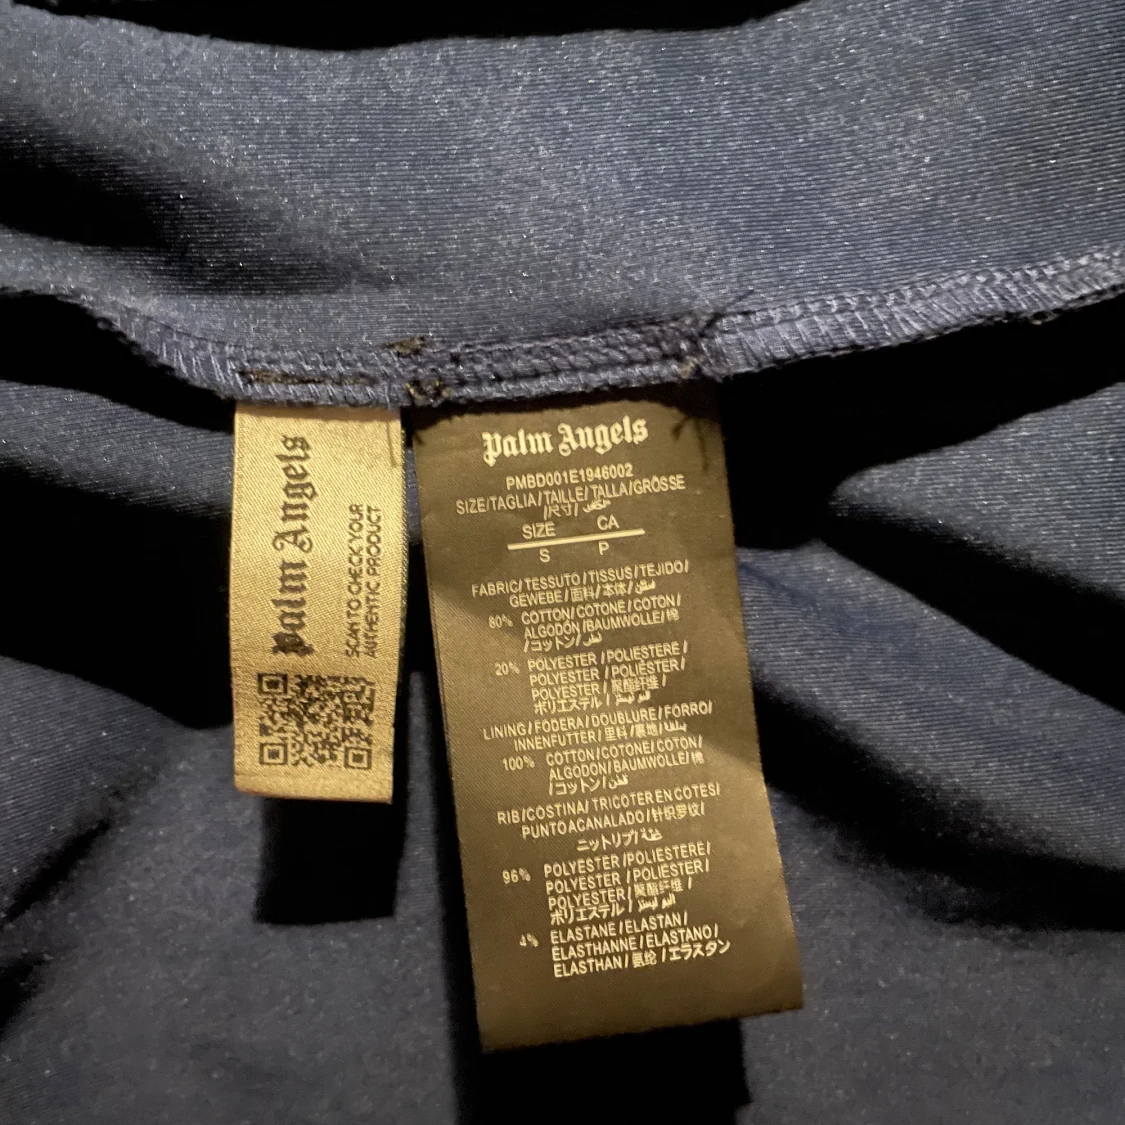 Palm Angels
SCAN TO CHECK YOUR
AUTHENTIC PRODUCT
Palm Angels
PMBD001E1946002
SIZE/TAGLIA/TAILLE/TALLA/GRÖSSE
/尺寸/
SIZE CA
S P
FABRIC/TESSUTO/TISSUS/TEJIDO/
GEWEBE/面料/本体/
80% COTTON/COTONE/COTON/
ALGODÓN/BAUMWOLLE/棉
/コットン/قطن
20% POLYESTER/POLIESTERE/
POLYESTER/POLIÉSTER/
POLYESTER/聚酯纤维/
ポリエステル/
LINING/FODERA/DOUBLURE/FORRO/
INNENFUTTER/里料/裏地/
100% COTTON/COTONE/COTON/
ALGODÓN/BAUMWOLLE/棉
/コットン/قطن
RIB/COSTINA/TRICOTER EN COTES/
PUNTO ACANALADO/针织罗纹/
ニットリブ/
96% POLYESTER/POLIESTERE/
POLYESTER/POLIESTER/
POLYESTER/聚酯纤维/
ポリエステル/
4% ELASTANE/ELASTAN/
ÉLASTHANNE/ELASTANO/
ELASTHAN/氨纶/エラスタン